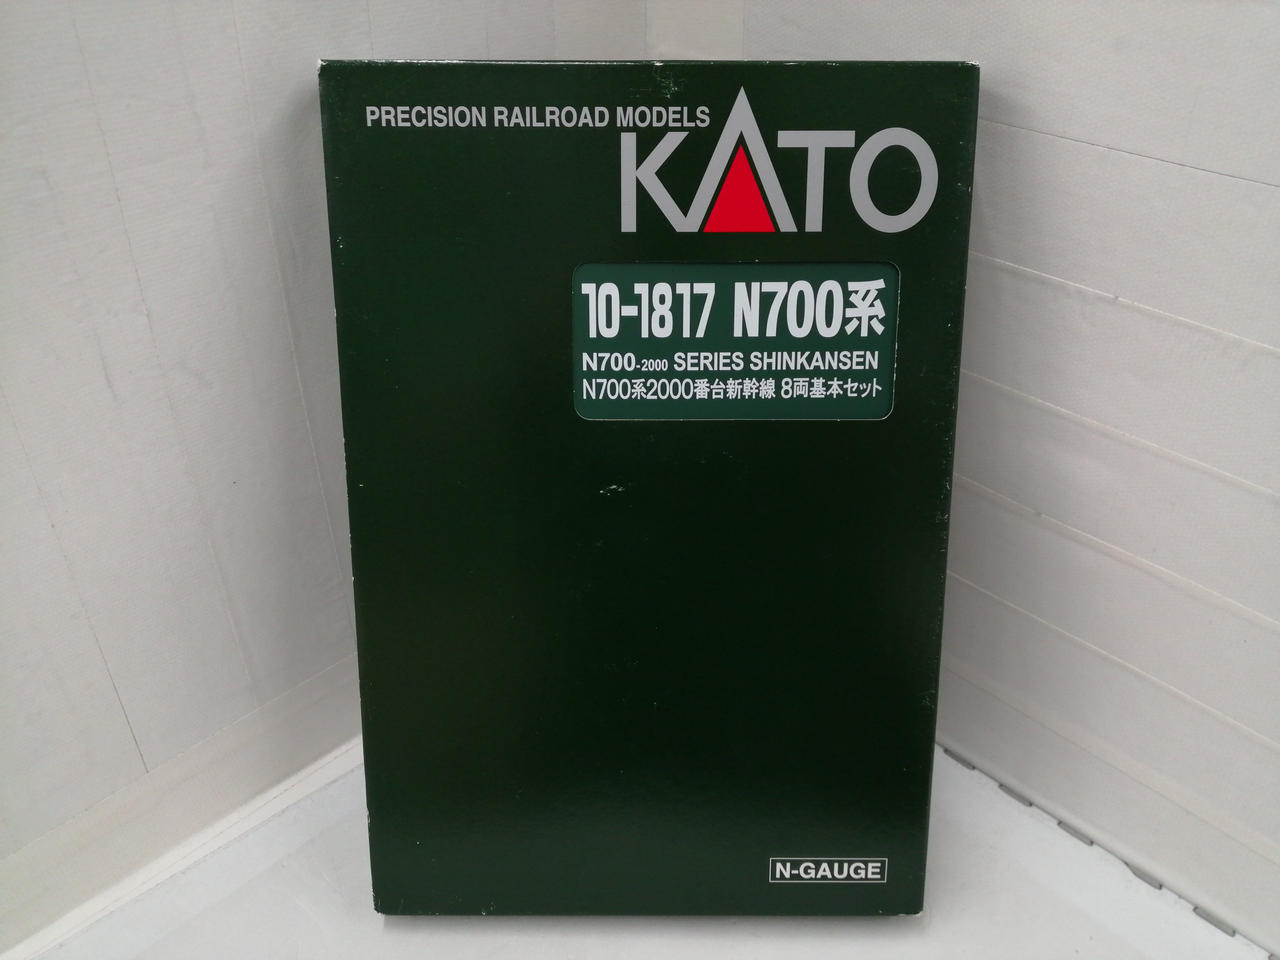 PRECISION RAILROAD MODELS
KATO
10-1817 N700系
N700-2000 SERIES SHINKANSEN
N700系2000番台新幹線 8両基本セット
N-GAUGE